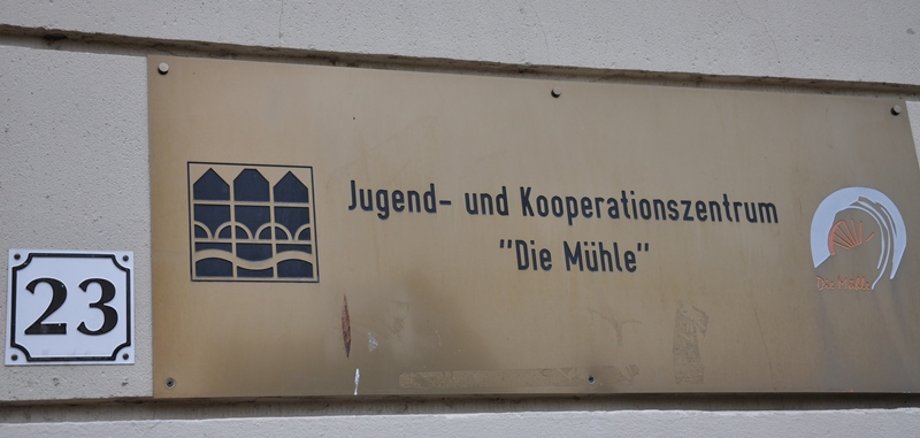 Jugend- und Kooperationszentrum
"Die Mühle"
Die Mühle
23